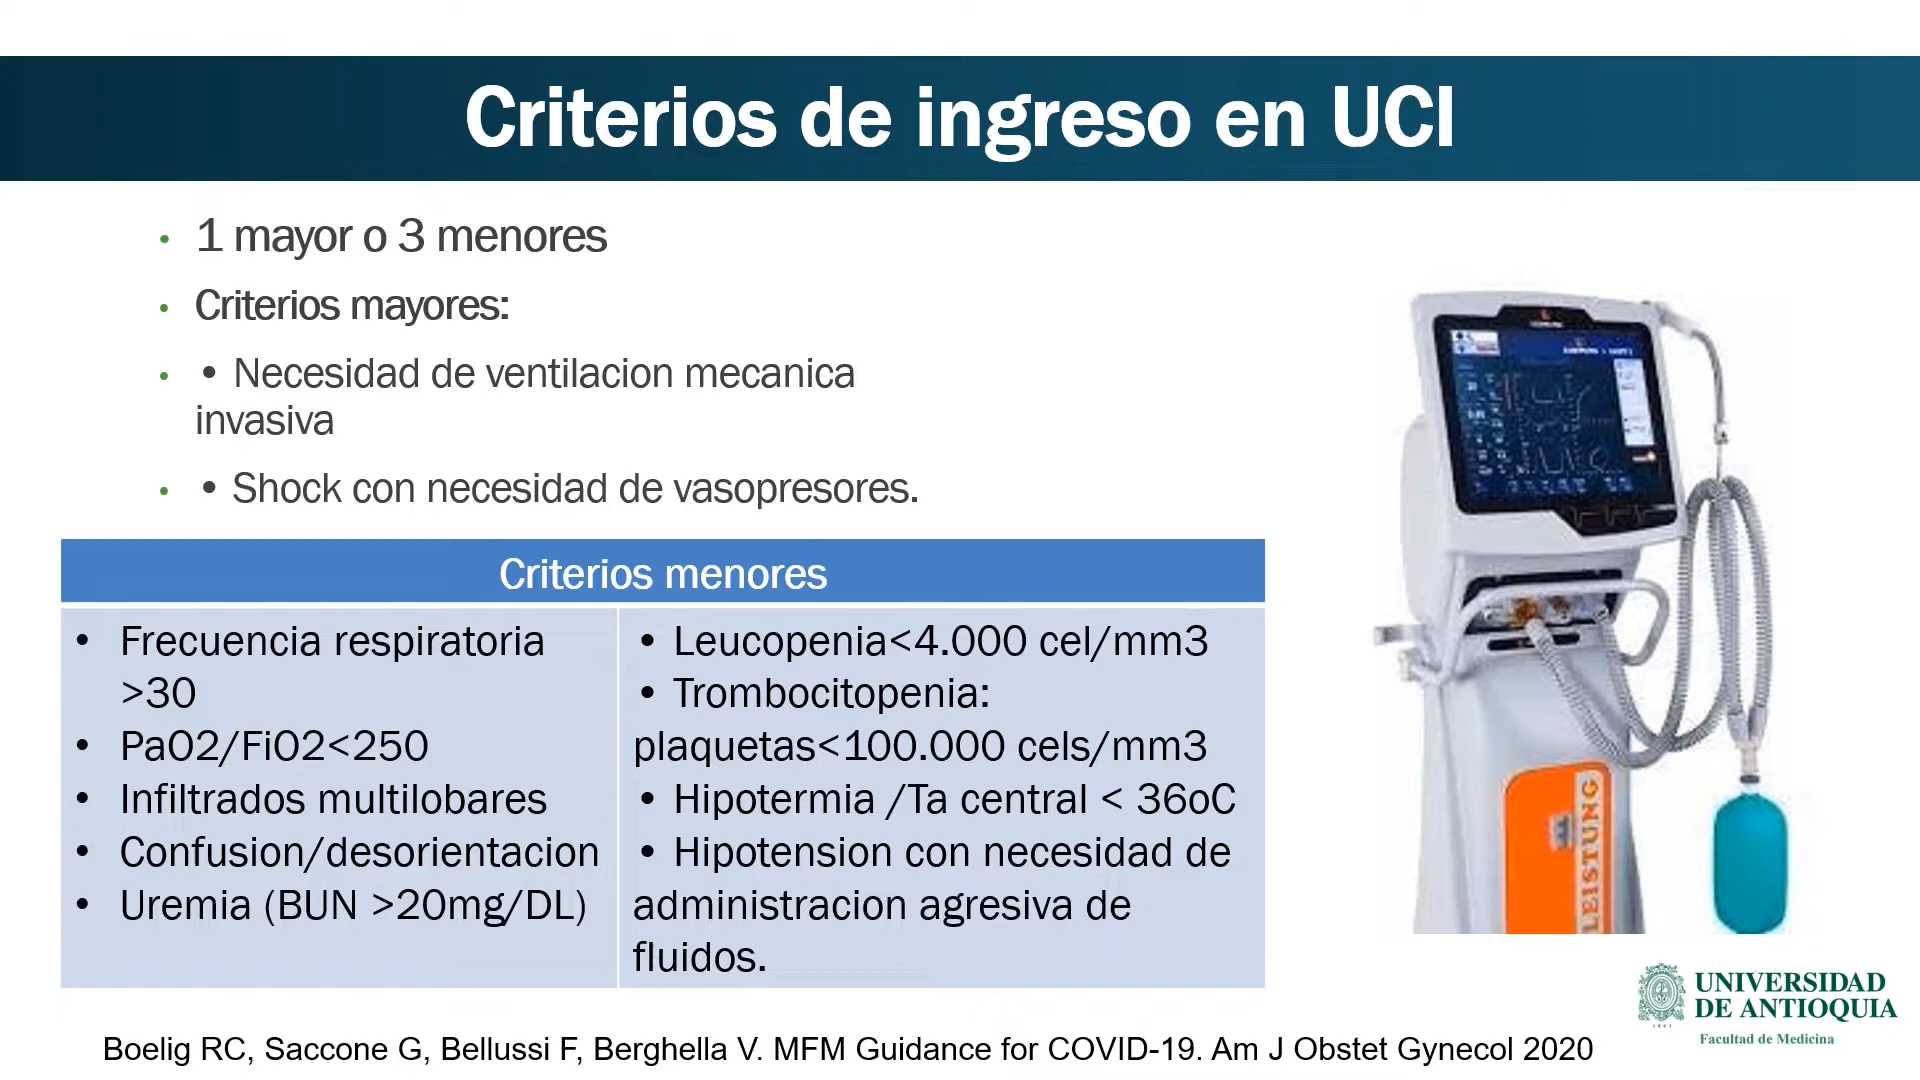 Criterios de ingreso en UCI
• 1 mayor o 3 menores
• Criterios mayores:
• • Necesidad de ventilacion mecanica
invasiva
• • Shock con necesidad de vasopresores.
Criterios menores
• Frecuencia respiratoria
>30
• PaO2/FiO2<250
• Infiltrados multilobares
• Confusion/desorientacion
• Uremia (BUN >20mg/DL)
• Leucopenia<4.000 cel/mm3
• Trombocitopenia:
plaquetas<100.000 cels/mm3
• Hipotermia /Ta central < 36oC
• Hipotension con necesidad de
administracion agresiva de
fluidos.
LEISTUNG
UNIVERSIDAD
DE ANTIOQUIA
Facultad de Medicina
Boelig RC, Saccone G, Bellussi F, Berghella V. MFM Guidance for COVID-19. Am J Obstet Gynecol 2020